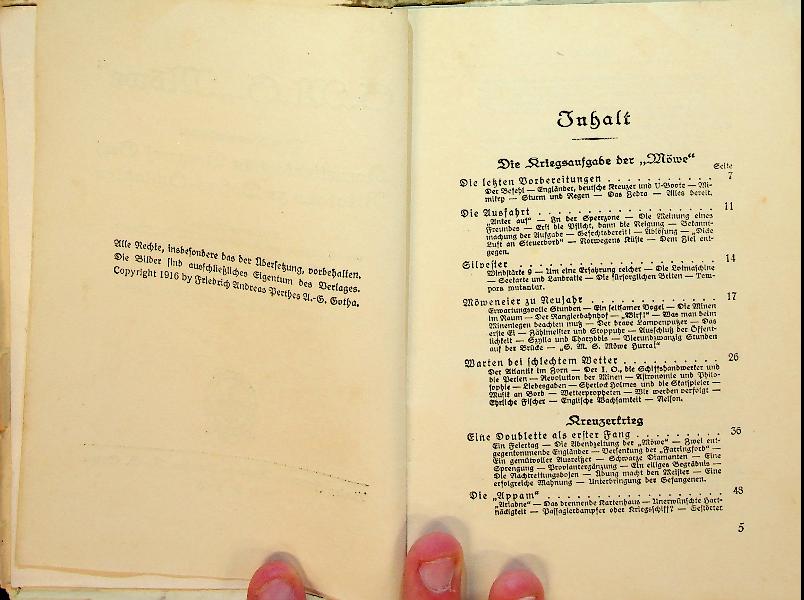 Alle Rechte, insbesondere das der Übersetzung, vorbehalten.
Die Bilder sind ausschließliches Eigentum des Verlages.
Copyright 1916 by Friedrich Andreas Perthes A.-G. Gotha.
Inhalt
Die Kriegsaufgabe der „Möwe“
Seite
Die letzten Vorbereitungen . . . . . . . . . . 7
Der Befehl — Engländer, deutsche Kreuzer und U-Boote — Mi-
mikry — Sturm und Regen — Das Zebra — Alles bereit.
Die Ausfahrt . . . . . . . . . . 11
„Anker auf“ — In der Sperrzone — Die Meinung eines
Freundes — Erst die Pflicht, dann die Neigung — Bekannt-
machung der Aufgabe — Gefechtsbereit! — Ablösung — „Dicke
Luft an Steuerbord“ — Norwegens Küste — Dem Ziel ent-
gegen.
Silvester . . . . . . . . . . 14
Windstärke 9 — Um eine Erfahrung reicher — Die Lotmaschine
— Seekarte und Landratte — Die fürsorglichen Briten — Tem-
pora mutantur.
Möweneier zu Neujahr . . . . . . . . . . 17
Erwartungsvolle Stunden — Ein seltsamer Vogel — Die Minen
im Raum — Der Rangierbahnhof — „Wirf!“ — Was man beim
Minenlegen beachten muß — Der brave Lampenputzer — Das
erste Ei — Zahlmeister und Stoppuhr — Ausschluß der Öffent-
lichkeit — Szylla und Charybdis — Vierundzwanzig Stunden
auf der Brücke — „S. M. S. Möwe Hurra!“
Warten bei schlechtem Wetter . . . . . . . . . . 26
Der Atlantik im Zorn — Der I. O., die Schiffshandwerker und
die Perlen — Revolution der Minen — Astronomie und Philo-
sophie — Liebesgaben — Sherlock Holmes und die Skatspieler —
Musik an Bord — Wetterpropheten — Wir werden verfolgt —
Ehrliche Fischer — Englische Wachsamkeit — Nelson.
Kreuzerkrieg
Eine Doublette als erster Fang . . . . . . . . . . 36
Ein Feiertag — Die Abendzeitung der „Möwe“ — Zwei ent-
gegenkommende Engländer — Versenkung der „Farringford“ —
Ein gemütvoller Ausreißer — Schwarze Diamanten — Eine
Sprengung — Proviantergänzung — Ein eiliges Begräbnis —
Die Nachtrettungsbojen — Übung macht den Meister — Eine
erfolgreiche Mahnung — Unterbringung der Gefangenen.
Die „Appam“ . . . . . . . . . . 48
„Ariadne“ — Das brennende Kartenhaus — Unerwünschte Hart-
näckigkeit — Passagierdampfer oder Kriegsschiff? — Gestörter
5